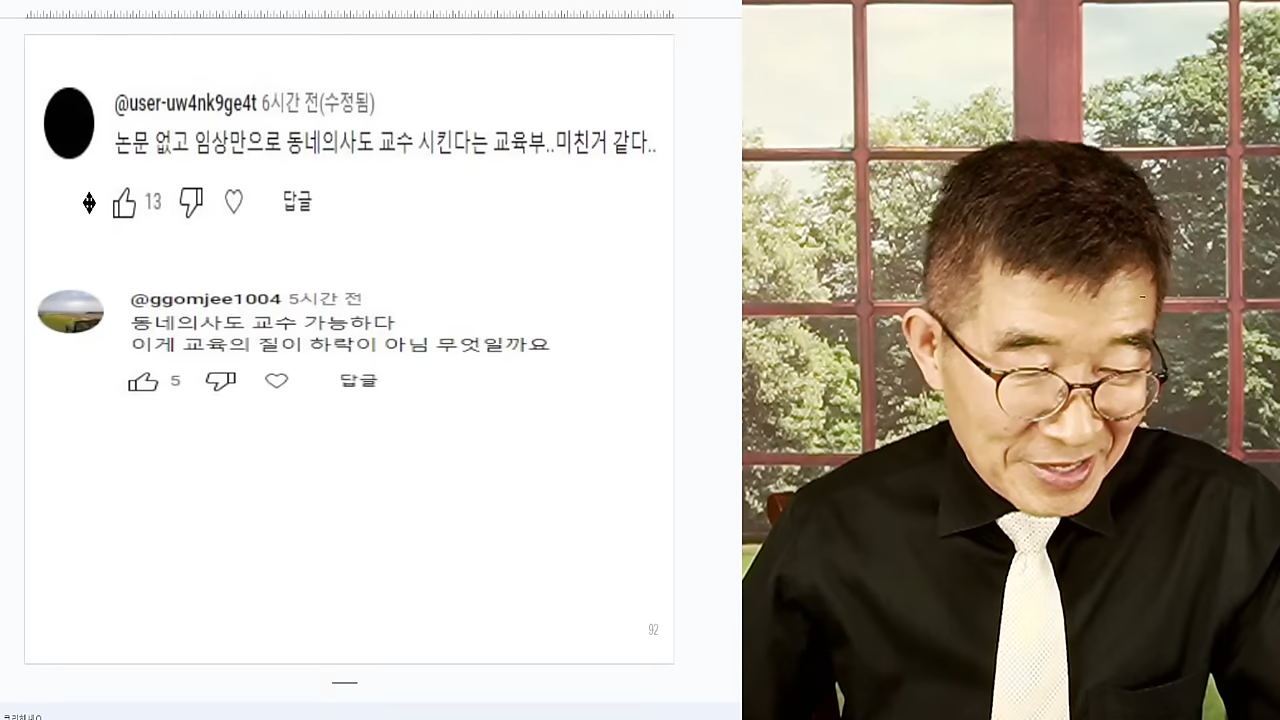 @user-uw4nk9ge4t 6시간 전(수정됨)
논문 없고 임상만으로 동네의사도 교수 시킨다는 교육부..미친거 같다..
13 답글
@ggomjee1004 5시간 전
동네의사도 교수 가능하다
이게 교육의 질이 하락이 아님 무엇일까요
5 답글
92